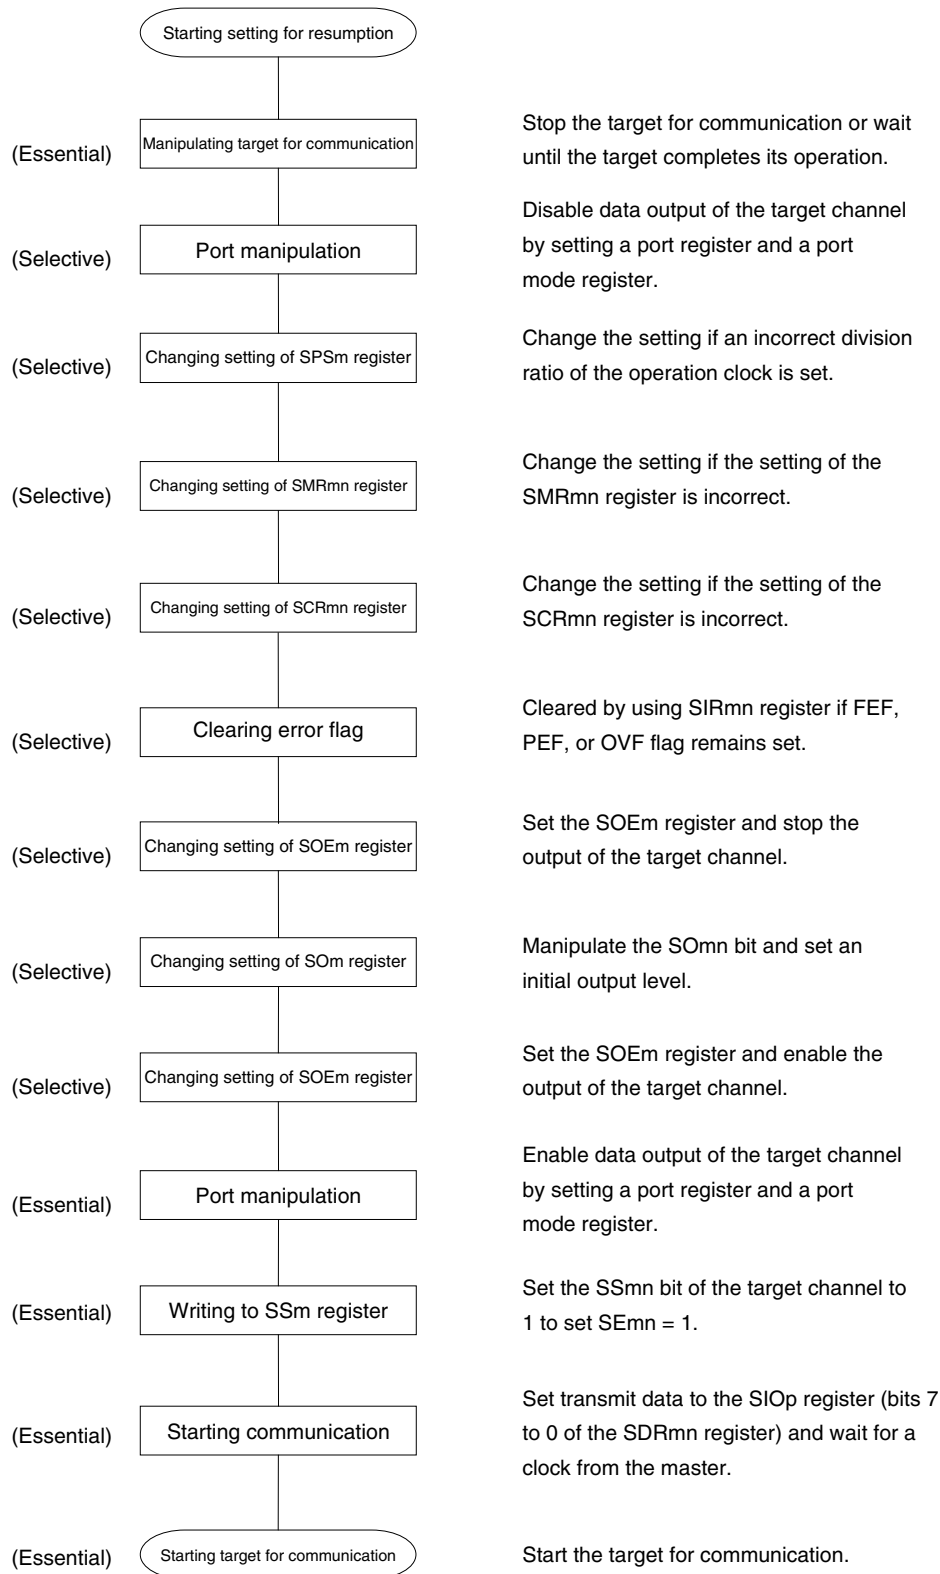 Starting setting for resumption
(Essential)
Manipulating target for communication
Stop the target for communication or wait
until the target completes its operation.
(Selective)
Port manipulation
Disable data output of the target channel
by setting a port register and a port
mode register.
(Selective)
Changing setting of SPSm register
Change the setting if an incorrect division
ratio of the operation clock is set.
(Selective)
Changing setting of SMRmn register
Change the setting if the setting of the
SMRmn register is incorrect.
(Selective)
Changing setting of SCRmn register
Change the setting if the setting of the
SCRmn register is incorrect.
(Selective)
Clearing error flag
Cleared by using SIRmn register if FEF,
PEF, or OVF flag remains set.
(Selective)
Changing setting of SOEm register
Set the SOEm register and stop the
output of the target channel.
(Selective)
Changing setting of SOm register
Manipulate the SOmn bit and set an
initial output level.
(Selective)
Changing setting of SOEm register
Set the SOEm register and enable the
output of the target channel.
(Essential)
Port manipulation
Enable data output of the target channel
by setting a port register and a port
mode register.
(Essential)
Writing to SSm register
Set the SSmn bit of the target channel to
1 to set SEmn = 1.
(Essential)
Starting communication
Set transmit data to the SIOp register (bits 7
to 0 of the SDRmn register) and wait for a
clock from the master.
(Essential)
Starting target for communication
Start the target for communication.